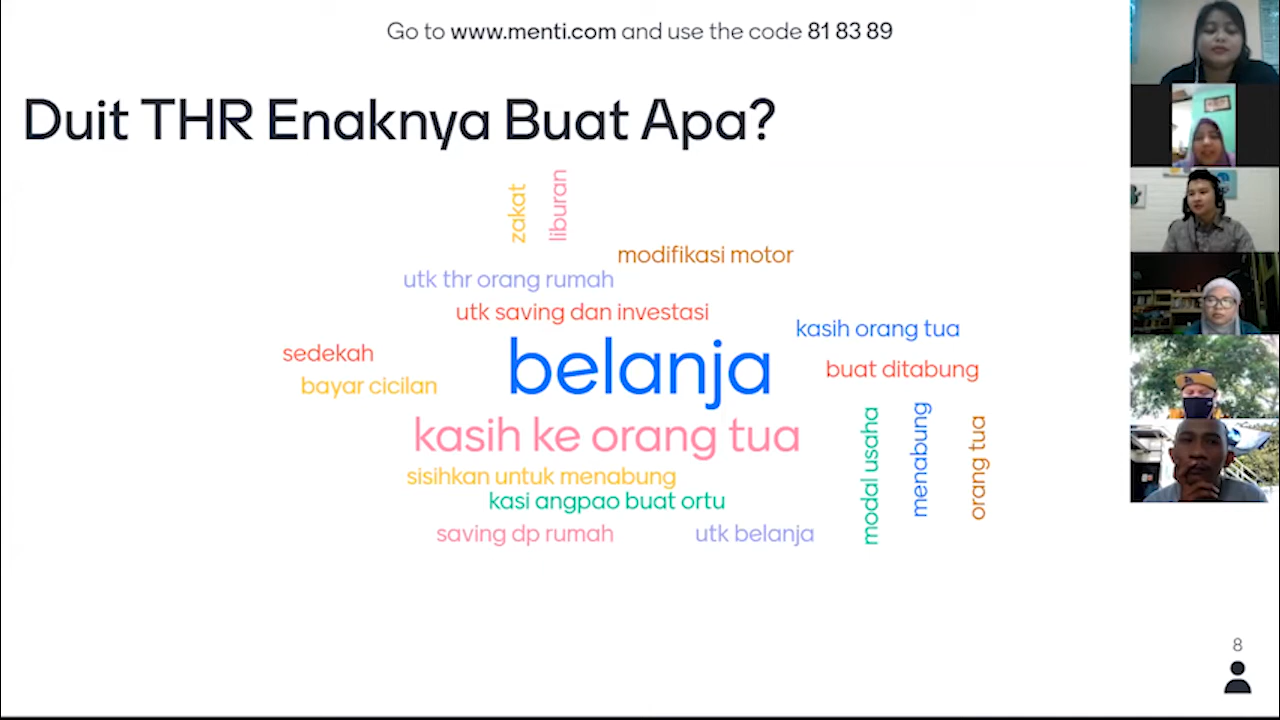 Go to www.menti.com and use the code 81 83 89
Duit THR Enaknya Buat Apa?
zakat
liburan
modifikasi motor
utk thr orang rumah
utk saving dan investasi
kasih orang tua
sedekah
belanja
buat ditabung
bayar cicilan
kasih ke orang tua
modal usaha
menabung
orang tua
sisihkan untuk menabung
kasi angpao buat ortu
saving dp rumah
utk belanja
8